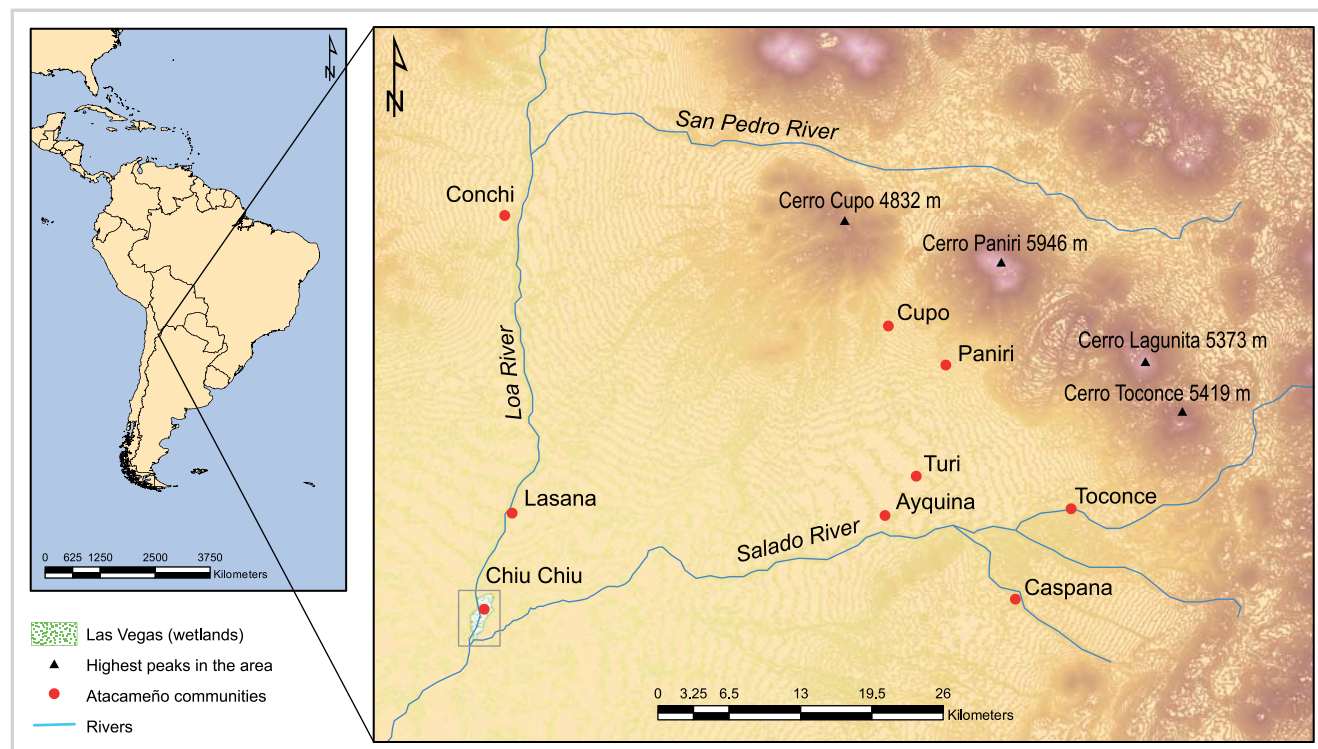 N
0 625 1250 2500 3750
Kilometers
Las Vegas (wetlands)
Highest peaks in the area
Atacameño communities
Rivers
N
San Pedro River
Conchi
Cerro Cupo 4832 m
Cerro Paniri 5946 m
Cupo
Loa River
Cerro Lagunita 5373 m
Paniri
Cerro Toconce 5419 m
Turi
Lasana
Ayquina
Toconce
Salado River
Chiu Chiu
Caspana
0 3.25 6.5 13 19.5 26
Kilometers